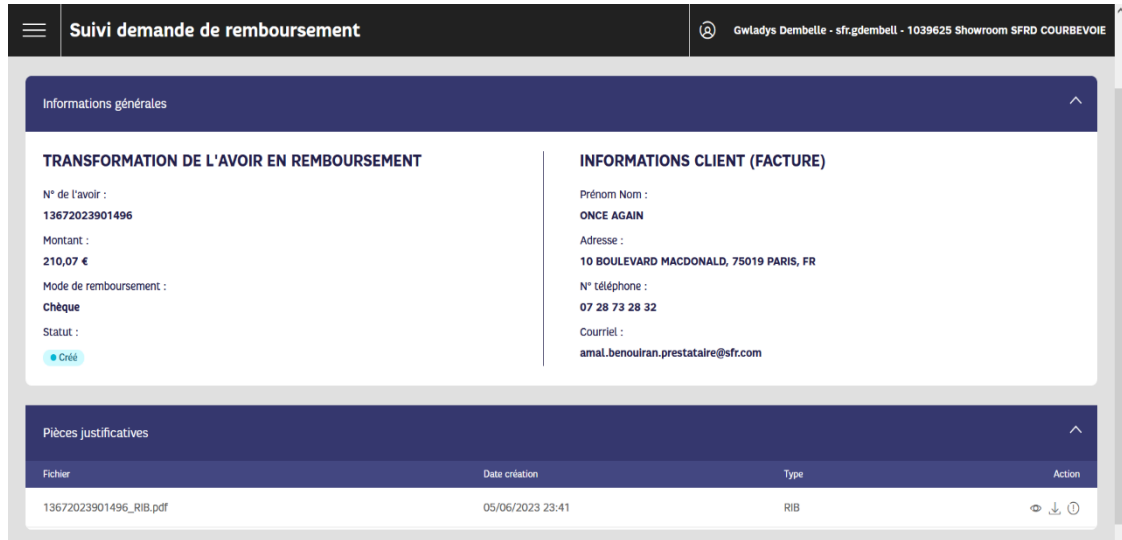 Suivi demande de remboursement
Gwladys Dembelle - sfr.gdembell - 1039625 Showroom SFRD COURBEVOIE
Informations générales
TRANSFORMATION DE L'AVOIR EN REMBOURSEMENT
N° de l'avoir :
13672023901496
Montant :
210,07 €
Mode de remboursement :
Chèque
Statut :
Créé
INFORMATIONS CLIENT (FACTURE)
Prénom Nom :
ONCE AGAIN
Adresse :
10 BOULEVARD MACDONALD, 75019 PARIS, FR
N° téléphone :
07 28 73 28 32
Courriel :
amal.benouiran.prestataire@sfr.com
Pièces justificatives
Fichier Date création Type Action
13672023901496_RIB.pdf 05/06/2023 23:41 RIB